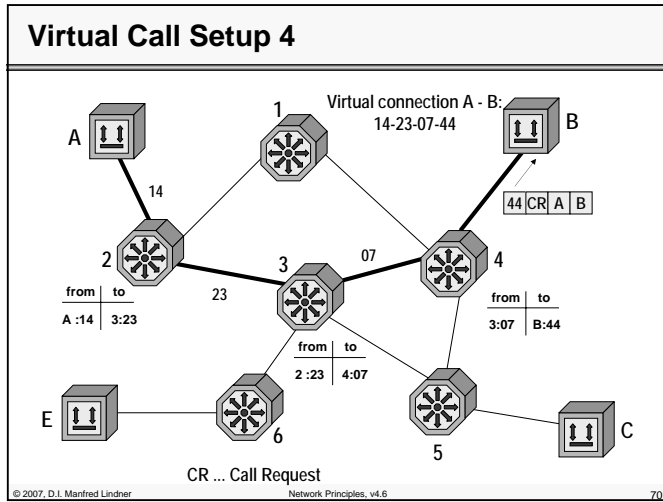 Virtual Call Setup 4
Virtual connection A - B:
14-23-07-44
A
1
B
14
44 CR A B
2
3
07
4
23
from to
A :14 3:23
from to
3:07 B:44
from to
2 :23 4:07
E
6
5
C
CR ... Call Request
© 2007, D.I. Manfred Lindner
Network Principles, v4.6
70